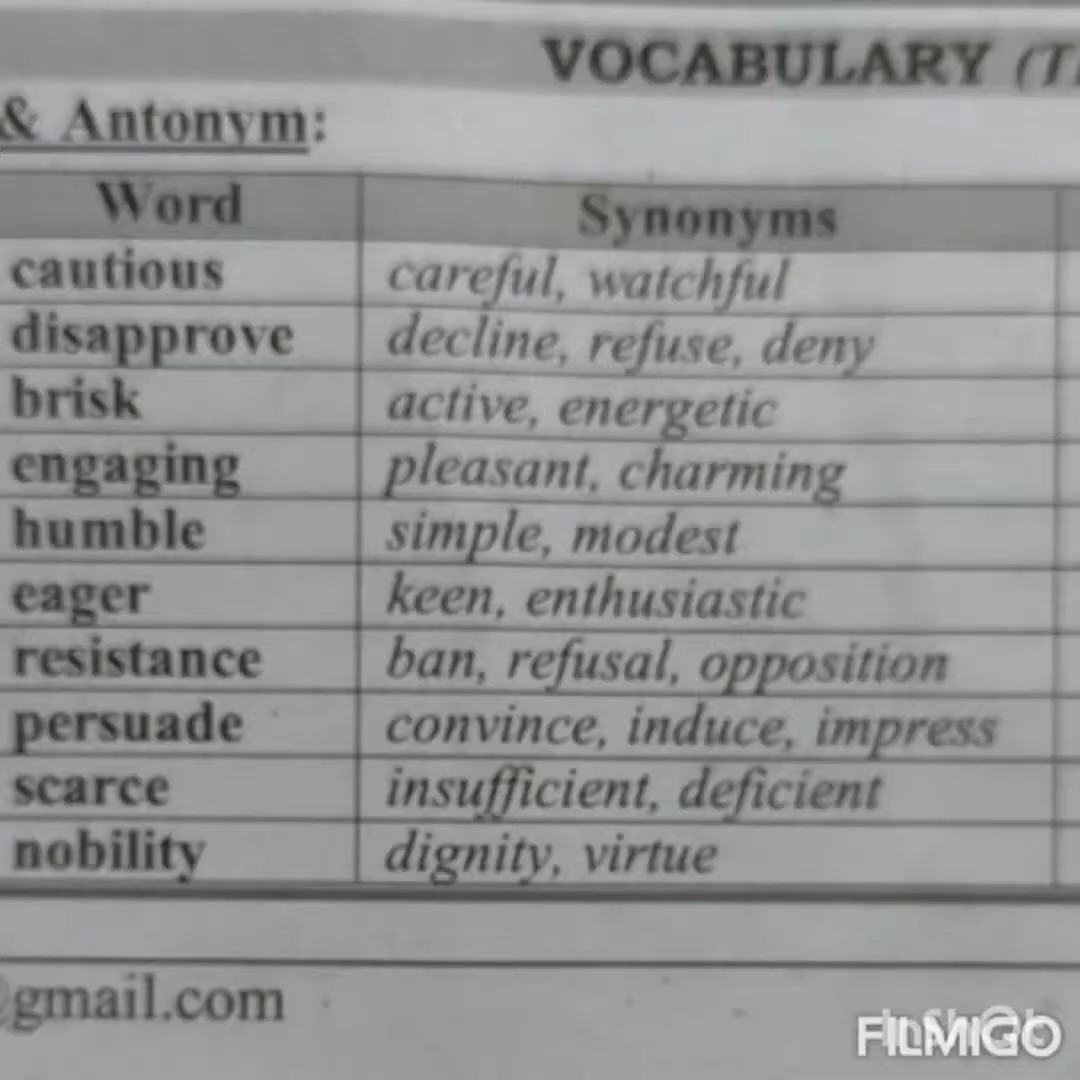 VOCABULARY
& Antonym:
Word Synonyms
cautious careful, watchful
disapprove decline, refuse, deny
brisk active, energetic
engaging pleasant, charming
humble simple, modest
eager keen, enthusiastic
resistance ban, refusal, opposition
persuade convince, induce, impress
scarce insufficient, deficient
nobility dignity, virtue
@gmail.com
FILMIGO